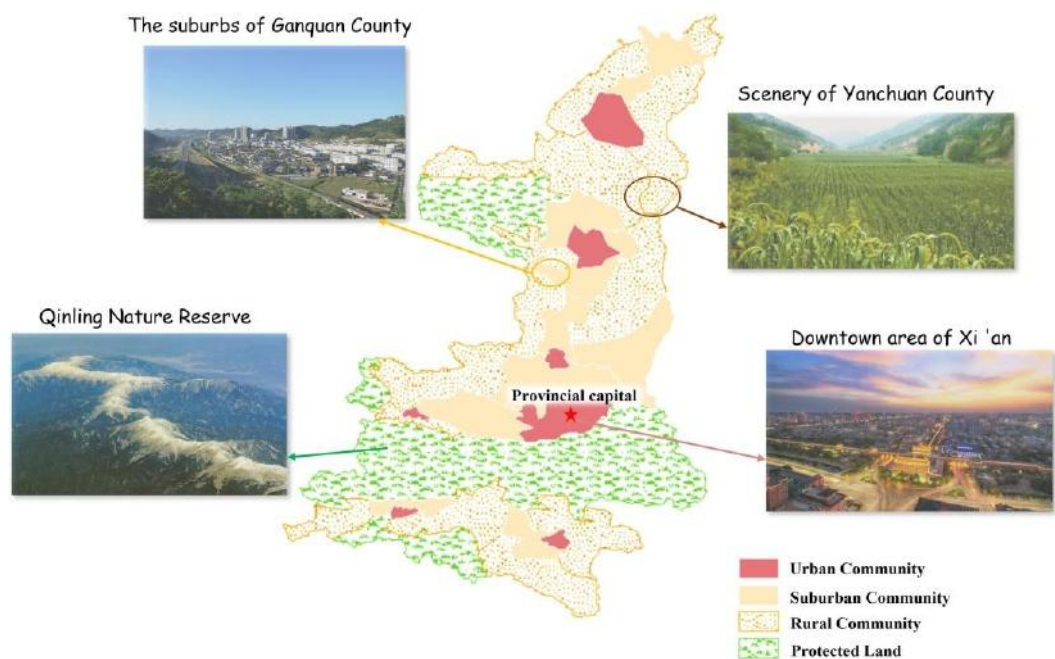 The suburbs of Ganquan County
Scenery of Yanchuan County
Qinling Nature Reserve
Downtown area of Xi 'an
Provincial capital
Urban Community
Suburban Community
Rural Community
Protected Land